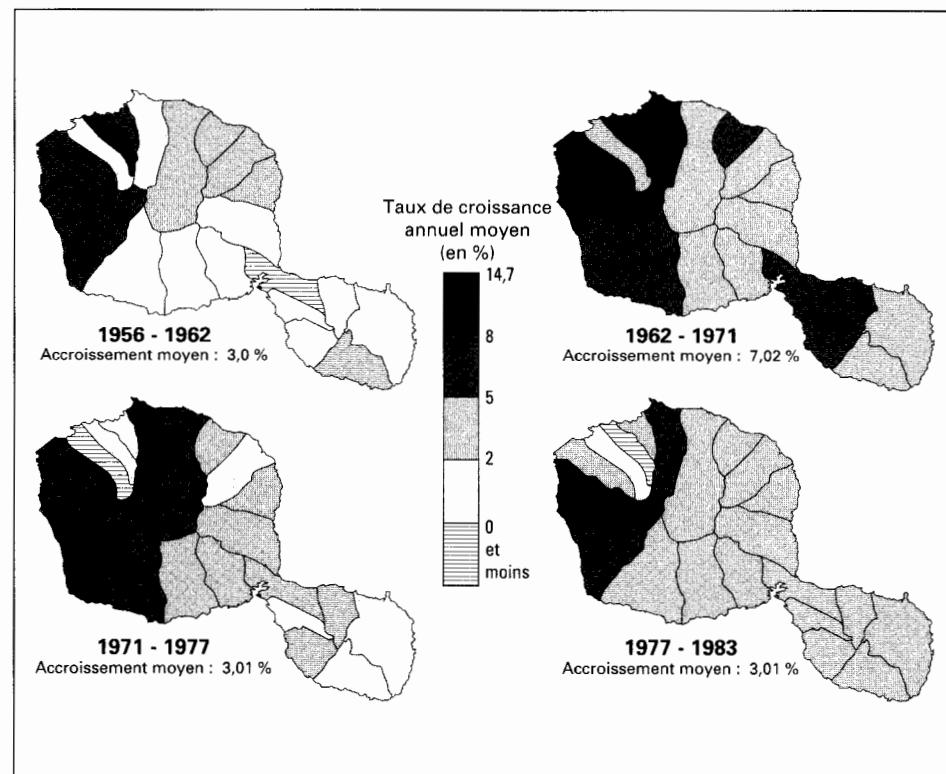 Taux de croissance
annuel moyen
(en %)
14,7
8
5
2
0
et
moins
1956 - 1962
Accroissement moyen : 3,0 %
1962 - 1971
Accroissement moyen : 7,02 %
1971 - 1977
Accroissement moyen : 3,01 %
1977 - 1983
Accroissement moyen : 3,01 %